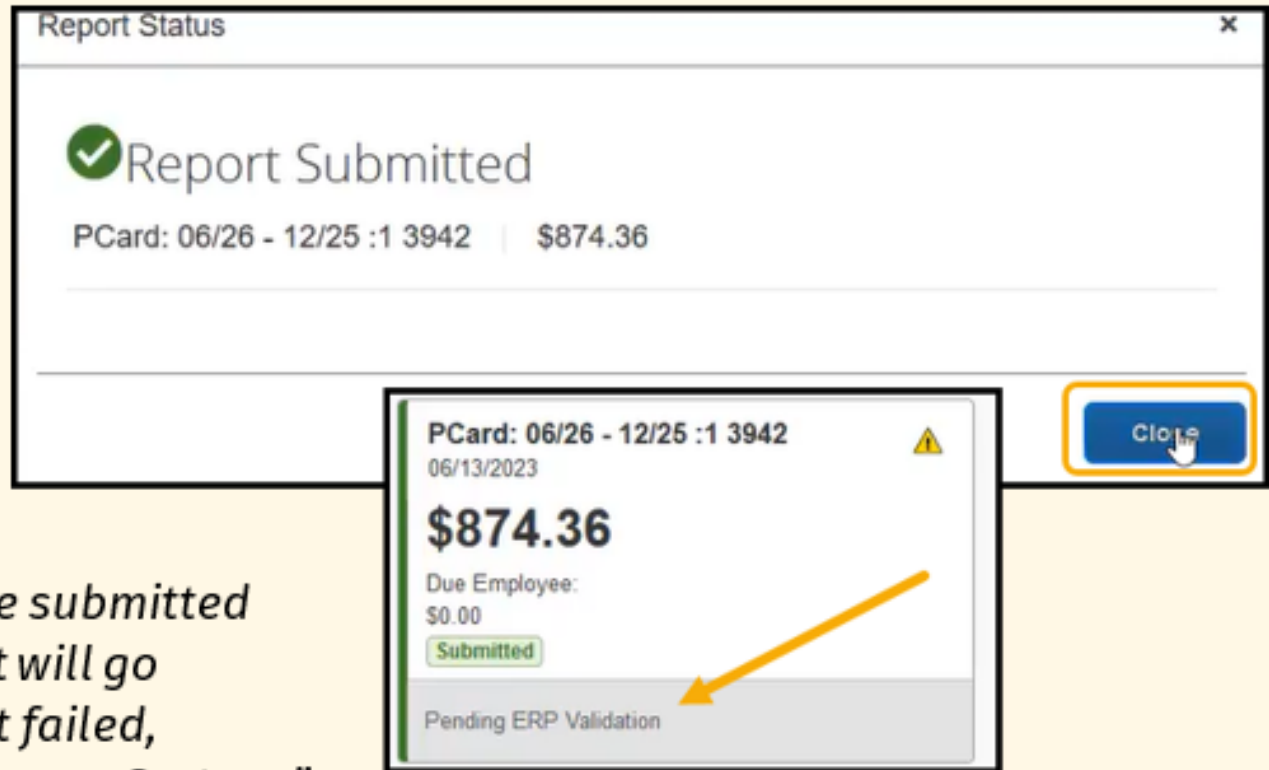 Report Status
×
Report Submitted
PCard: 06/26 - 12/25 :1 3942 $874.36
Close
PCard: 06/26 - 12/25 :1 3942
06/13/2023
$874.36
Due Employee:
$0.00
Submitted
Pending ERP Validation
e submitted
t will go
t failed,